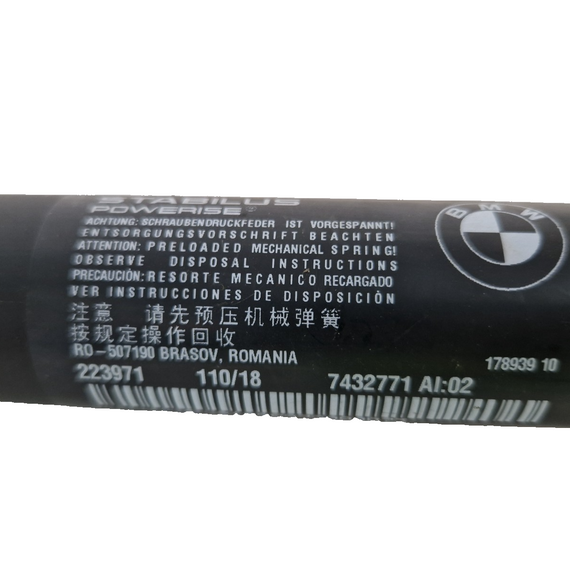 STABILUS
POWERISE
BMW
ACHTUNG: SCHRAUBENDRUCKFEDER IST VORGESPANNT!
ENTSORGUNGSVORSCHRIFT BEACHTEN
ATTENTION: PRELOADED MECHANICAL SPRING!
OBSERVE DISPOSAL INSTRUCTIONS
PRECAUCIÓN: RESORTE MECANICO RECARGADO
VER INSTRUCCIONES DE DISPOSICIÓN
注意 请先预压机械弹簧
按规定操作回收
RO-507190 BRASOV, ROMANIA
178939 10
223971 110/18 7432771 AI:02